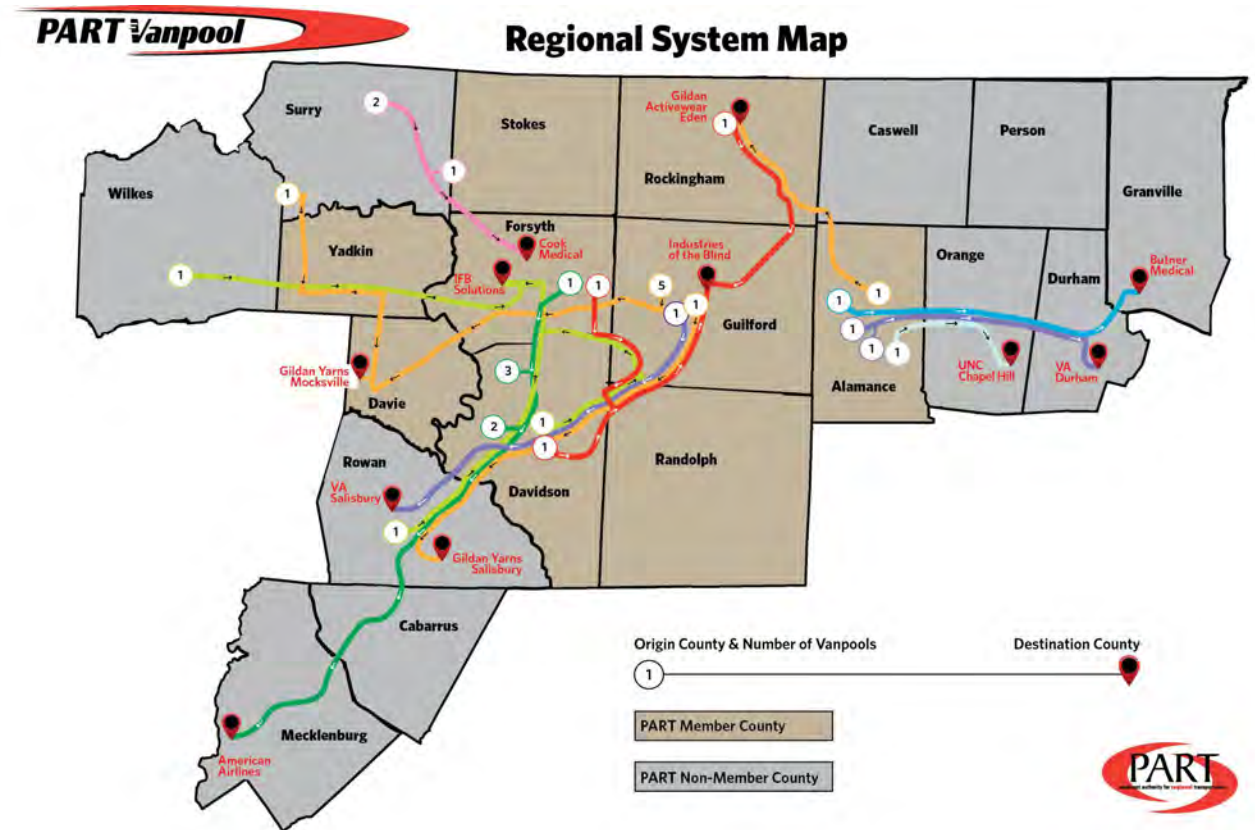 PART Vanpool
Regional System Map
Surry
2
Stokes
Gildan
Activewear
Eden
1
Caswell
Person
Granville
Wilkes
1
1
Rockingham
Yadkin
Forsyth
Cook
Medical
IFB
Solutions
Industries
of the Blind
Orange
Durham
Butner
Medical
1
1
1
5
1
1
Guilford
1
1
1
1
1
Alamance
UNC
Chapel Hill
VA
Durham
Gildan Yarns
Mocksville
Davie
3
2
1
1
Randolph
Rowan
VA
Salisbury
Davidson
1
Gildan Yarns
Salisbury
Cabarrus
Mecklenburg
American
Airlines
Origin County & Number of Vanpools
Destination County
1
PART Member County
PART Non-Member County
PART